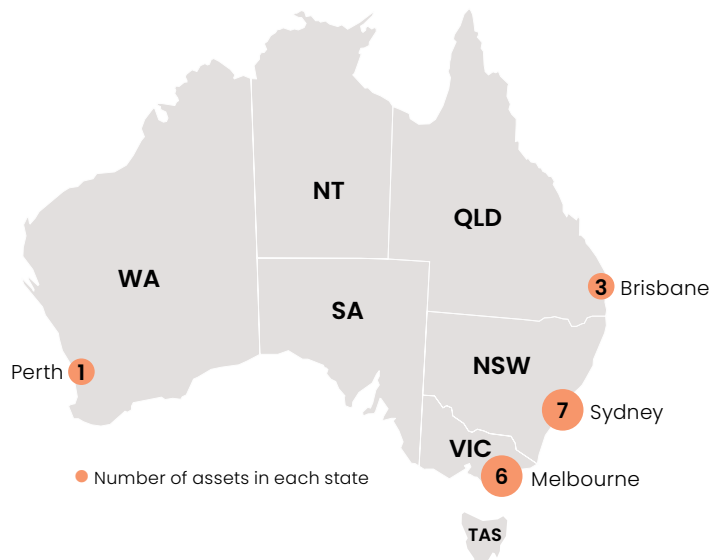 NT
QLD
WA
3 Brisbane
SA
NSW
Perth 1
7 Sydney
VIC
6 Melbourne
Number of assets in each state
TAS